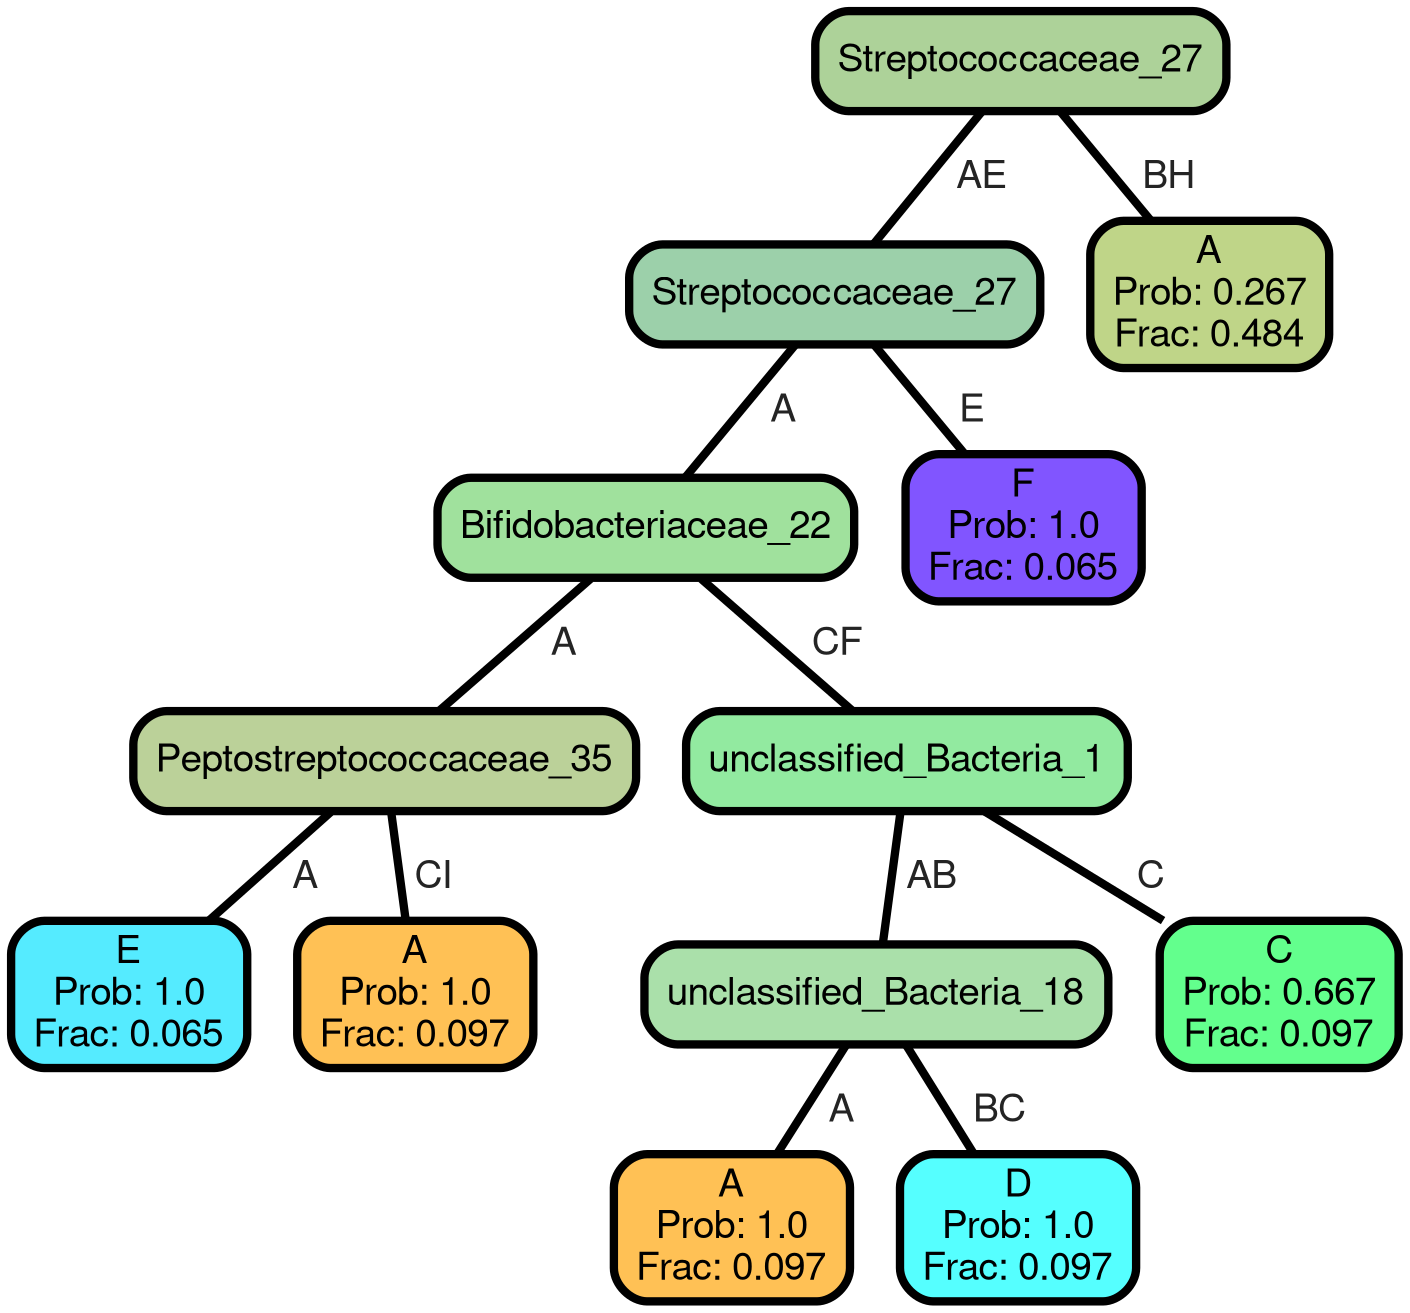 Streptococcaceae_27
AE
BH
Streptococcaceae_27
A
Prob: 0.267
Frac: 0.484
A
E
Bifidobacteriaceae_22
F
Prob: 1.0
Frac: 0.065
A
CF
Peptostreptococcaceae_35
unclassified_Bacteria_1
A
CI
AB
C
E
Prob: 1.0
Frac: 0.065
A
Prob: 1.0
Frac: 0.097
unclassified_Bacteria_18
C
Prob: 0.667
Frac: 0.097
A
BC
A
Prob: 1.0
Frac: 0.097
D
Prob: 1.0
Frac: 0.097